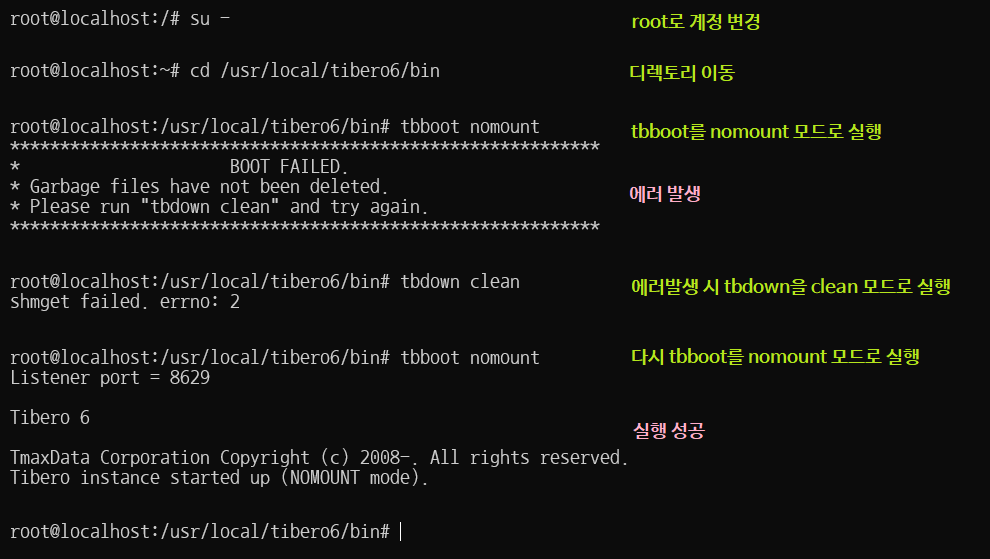 root@localhost:/# su -
root로 계정 변경
root@localhost:~# cd /usr/local/tibero6/bin
디렉토리 이동
root@localhost:/usr/local/tibero6/bin# tbboot nomount
tbboot를 nomount 모드로 실행
***********************************************************
* BOOT FAILED.
* Garbage files have not been deleted.
에러 발생
* Please run "tbdown clean" and try again.
***********************************************************
root@localhost:/usr/local/tibero6/bin# tbdown clean
에러발생 시 tbdown을 clean 모드로 실행
shmget failed. errno: 2
root@localhost:/usr/local/tibero6/bin# tbboot nomount
다시 tbboot를 nomount 모드로 실행
Listener port = 8629
Tibero 6
실행 성공
TmaxData Corporation Copyright (c) 2008-. All rights reserved.
Tibero instance started up (NOMOUNT mode).
root@localhost:/usr/local/tibero6/bin#